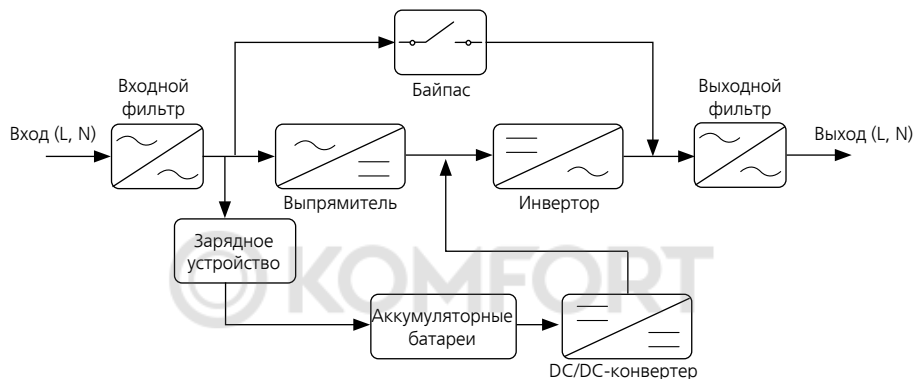 Байпас
Входной
фильтр
Выходной
фильтр
Вход (L, N)
Выход (L, N)
Выпрямитель
Инвертор
Зарядное
устройство
KOMFORT
Аккумуляторные
батареи
DC/DC-конвертер